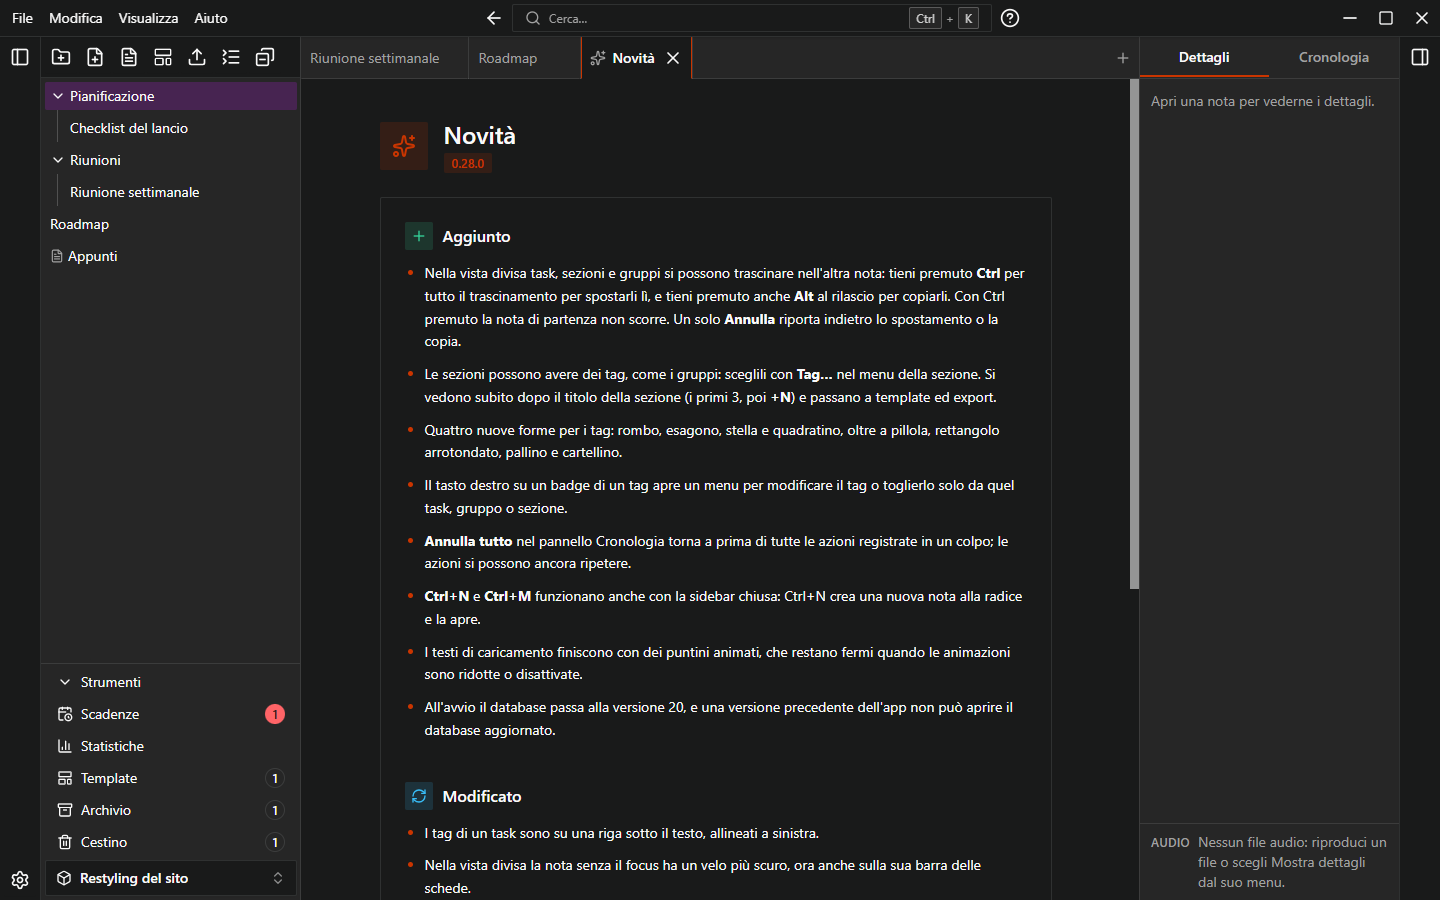 File Modifica Visualizza Aiuto
Cerca... Ctrl + K
Riunione settimanale
Roadmap
Novità
Dettagli
Cronologia
Pianificazione
Checklist del lancio
Riunioni
Riunione settimanale
Roadmap
Appunti
Strumenti
Scadenze 1
Statistiche
Template 1
Archivio 1
Cestino 1
Restyling del sito
Novità
0.28.0
Aggiunto
Nella vista divisa task, sezioni e gruppi si possono trascinare nell'altra nota: tieni premuto Ctrl per
tutto il trascinamento per spostarli lì, e tieni premuto anche Alt al rilascio per copiarli. Con Ctrl
premuto la nota di partenza non scorre. Un solo Annulla riporta indietro lo spostamento o la
copia.
Le sezioni possono avere dei tag, come i gruppi: sceglili con Tag... nel menu della sezione. Si
vedono subito dopo il titolo della sezione (i primi 3, poi +N) e passano a template ed export.
Quattro nuove forme per i tag: rombo, esagono, stella e quadratino, oltre a pillola, rettangolo
arrotondato, pallino e cartellino.
Il tasto destro su un badge di un tag apre un menu per modificare il tag o toglierlo solo da quel
task, gruppo o sezione.
Annulla tutto nel pannello Cronologia torna a prima di tutte le azioni registrate in un colpo; le
azioni si possono ancora ripetere.
Ctrl+N e Ctrl+M funzionano anche con la sidebar chiusa: Ctrl+N crea una nuova nota alla radice
e la apre.
I testi di caricamento finiscono con dei puntini animati, che restano fermi quando le animazioni
sono ridotte o disattivate.
All'avvio il database passa alla versione 20, e una versione precedente dell'app non può aprire il
database aggiornato.
Modificato
I tag di un task sono su una riga sotto il testo, allineati a sinistra.
Nella vista divisa la nota senza il focus ha un velo più scuro, ora anche sulla sua barra delle
schede.
Apri una nota per vederne i dettagli.
AUDIO Nessun file audio: riproduci un
file o scegli Mostra dettagli
dal suo menu.